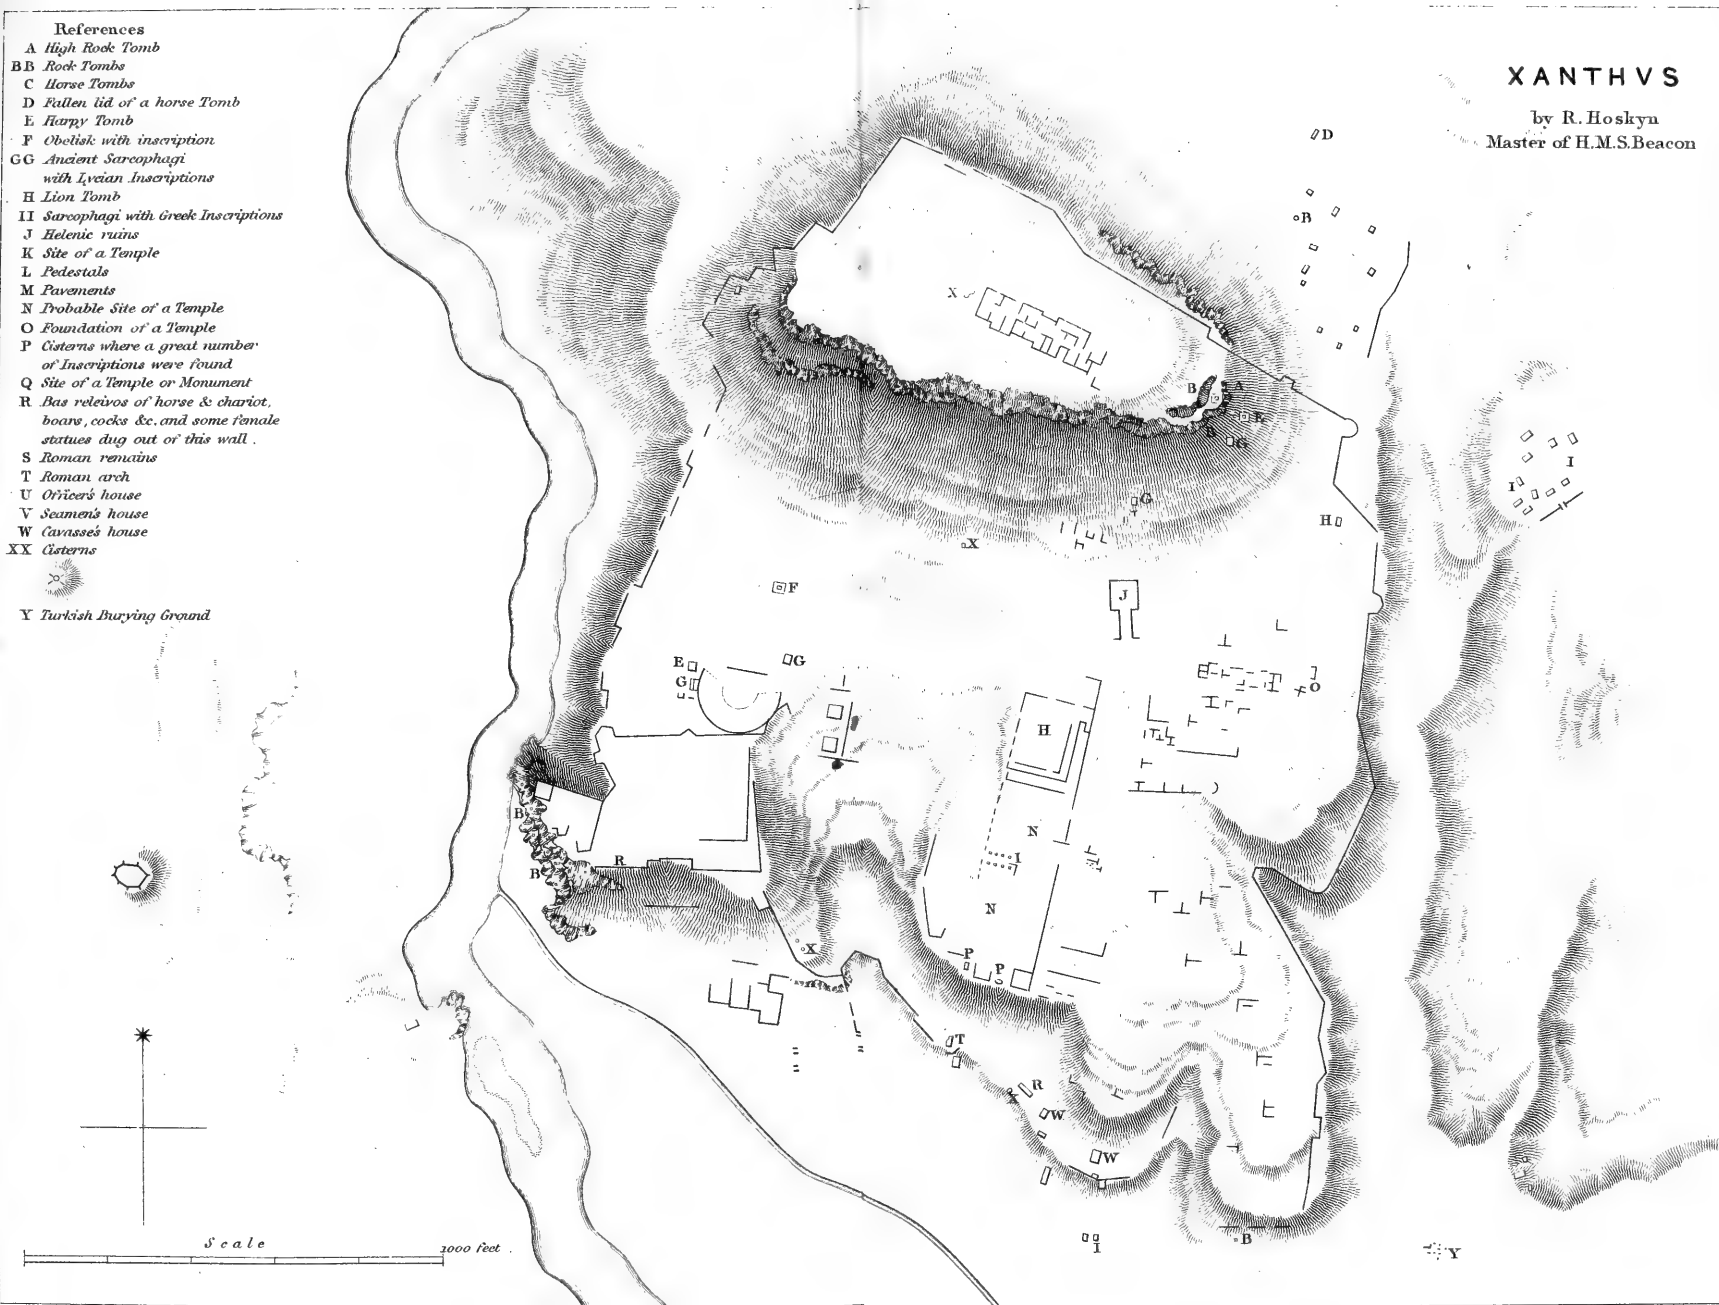 References
A High Rock Tomb
BB Rock Tombs
C Horse Tombs
D Fallen lid of a horse Tomb
E Harpy Tomb
F Obelisk with inscription
GG Ancient Sarcophagi
with Lycian Inscriptions
H Lion Tomb
II Sarcophagi with Greek Inscriptions
J Helenic ruins
K Site of a Temple
L Pedestals
M Pavements
N Probable Site of a Temple
O Foundation of a Temple
P Cisterns where a great number
of Inscriptions were found
Q Site of a Temple or Monument
R Bas releivos of horse & chariot,
boars, cocks &c. and some female
statues dug out of this wall.
S Roman remains
T Roman arch
U Officer's house
V Seamen's house
W Cavasse's house
XX Cisterns
Y Turkish Burying Ground
XANTHVS
by R. Hoskyn
Master of H.M.S. Beacon
D
B
X
B
A
E
B
G
I
I
G
H
X
F
J
E
G
G
O
H
B
N
R
I
B
N
X
P
P
T
R
X
W
W
I
B
Y
Scale
1000 feet.